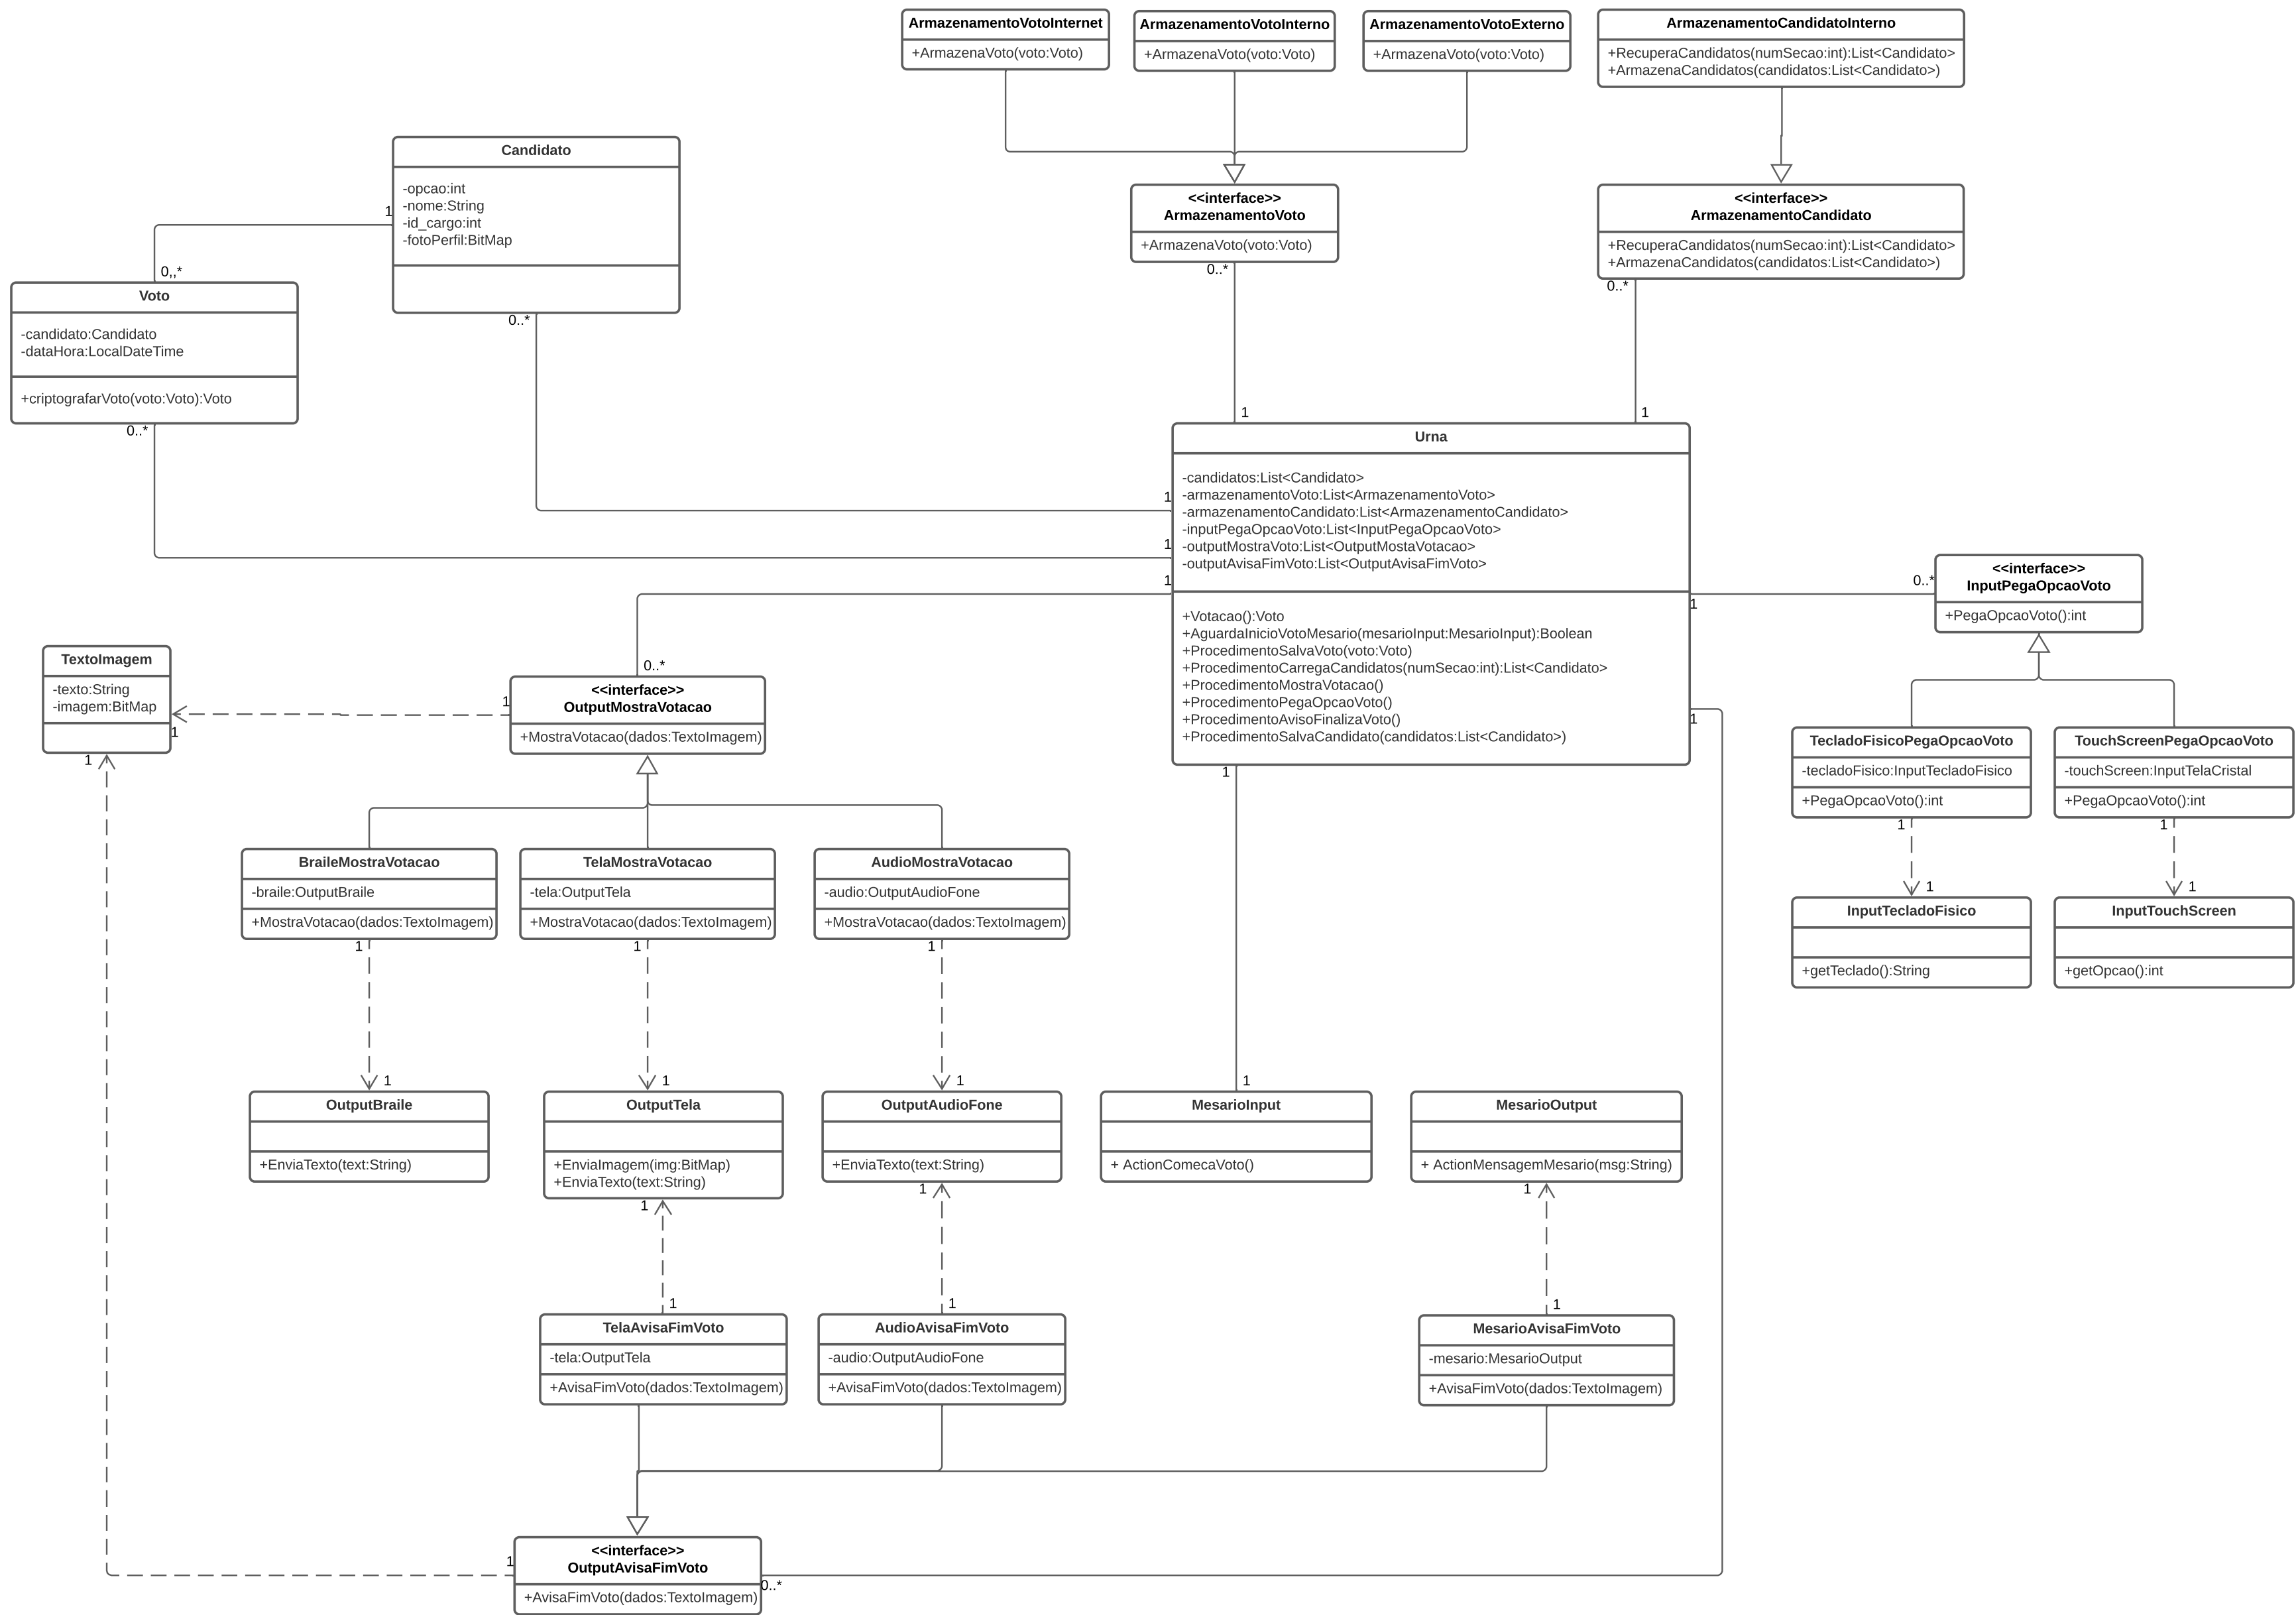 ArmazenamentoVotoInternet
+ArmazenaVoto(voto:Voto)
ArmazenamentoVotoInterno
+ArmazenaVoto(voto:Voto)
ArmazenamentoVotoExterno
+ArmazenaVoto(voto:Voto)
ArmazenamentoCandidatoInterno
+RecuperaCandidatos(numSecao:int):List<Candidato>
+ArmazenaCandidatos(candidatos:List<Candidato>)
Candidato
-opcao:int
-nome:String
-id_cargo:int
-fotoPerfil:BitMap
1
0..*
<<interface>>
ArmazenamentoVoto
+ArmazenaVoto(voto:Voto)
0..*
1
<<interface>>
ArmazenamentoCandidato
+RecuperaCandidatos(numSecao:int):List<Candidato>
+ArmazenaCandidatos(candidatos:List<Candidato>)
0..*
1
0,,*
Voto
-candidato:Candidato
-dataHora:LocalDateTime
+criptografarVoto(voto:Voto):Voto
0..*
Urna
-candidatos:List<Candidato>
-armazenamentoVoto:List<ArmazenamentoVoto>
-armazenamentoCandidato:List<ArmazenamentoCandidato>
-inputPegaOpcaoVoto:List<InputPegaOpcaoVoto>
-outputMostraVoto:List<OutputMostaVotacao>
-outputAvisaFimVoto:List<OutputAvisaFimVoto>
+Votacao():Voto
+AguardaInicioVotoMesario(mesarioInput:MesarioInput):Boolean
+ProcedimentoSalvaVoto(voto:Voto)
+ProcedimentoCarregaCandidatos(numSecao:int):List<Candidato>
+ProcedimentoMostraVotacao()
+ProcedimentoPegaOpcaoVoto()
+ProcedimentoAvisoFinalizaVoto()
+ProcedimentoSalvaCandidato(candidatos:List<Candidato>)
1
1
1
1
1
1
0..*
<<interface>>
InputPegaOpcaoVoto
+PegaOpcaoVoto():int
TecladoFisicoPegaOpcaoVoto
-tecladoFisico:InputTecladoFisico
+PegaOpcaoVoto():int
1
1
TouchScreenPegaOpcaoVoto
-touchScreen:InputTelaCristal
+PegaOpcaoVoto():int
1
1
InputTecladoFisico
+getTeclado():String
InputTouchScreen
+getOpcao():int
TextoImagem
-texto:String
-imagem:BitMap
1
1
0..*
<<interface>>
OutputMostraVotacao
+MostraVotacao(dados:TextoImagem)
1
BraileMostraVotacao
-braile:OutputBraile
+MostraVotacao(dados:TextoImagem)
1
1
TelaMostraVotacao
-tela:OutputTela
+MostraVotacao(dados:TextoImagem)
1
1
AudioMostraVotacao
-audio:OutputAudioFone
+MostraVotacao(dados:TextoImagem)
1
1
OutputBraile
+EnviaTexto(text:String)
OutputTela
+EnviaImagem(img:BitMap)
+EnviaTexto(text:String)
1
OutputAudioFone
+EnviaTexto(text:String)
1
1
MesarioInput
+ ActionComecaVoto()
MesarioOutput
+ ActionMensagemMesario(msg:String)
1
1
TelaAvisaFimVoto
-tela:OutputTela
+AvisaFimVoto(dados:TextoImagem)
1
AudioAvisaFimVoto
-audio:OutputAudioFone
+AvisaFimVoto(dados:TextoImagem)
1
MesarioAvisaFimVoto
-mesario:MesarioOutput
+AvisaFimVoto(dados:TextoImagem)
1
<<interface>>
OutputAvisaFimVoto
+AvisaFimVoto(dados:TextoImagem)
0..*